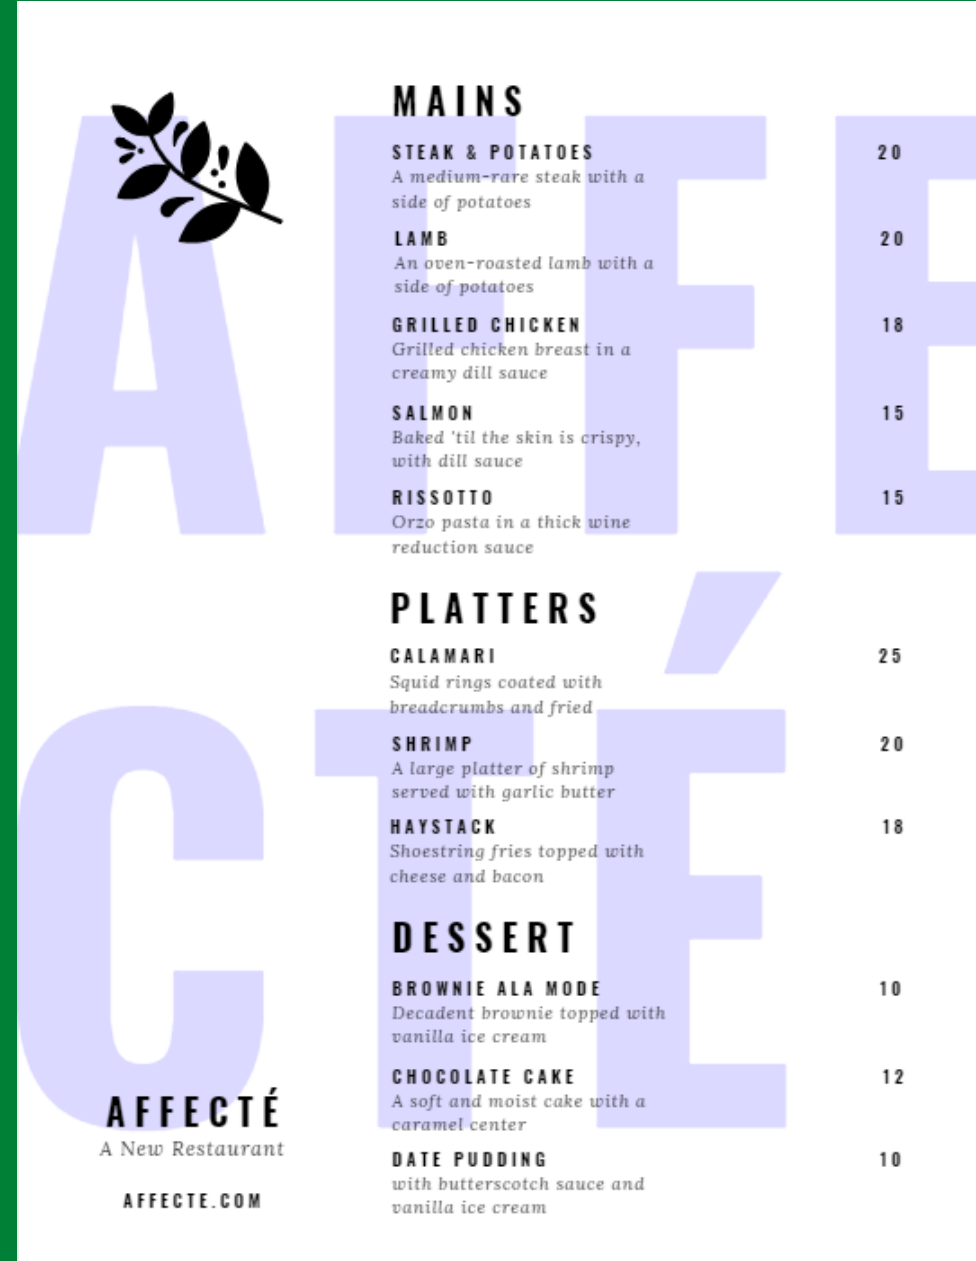 AFFE
CTÉ
MAINS
STEAK & POTATOES 20
A medium-rare steak with a
side of potatoes
LAMB 20
An oven-roasted lamb with a
side of potatoes
GRILLED CHICKEN 18
Grilled chicken breast in a
creamy dill sauce
SALMON 15
Baked 'til the skin is crispy,
with dill sauce
RISSOTTO 15
Orzo pasta in a thick wine
reduction sauce
PLATTERS
CALAMARI 25
Squid rings coated with
breadcrumbs and fried
SHRIMP 20
A large platter of shrimp
served with garlic butter
HAYSTACK 18
Shoestring fries topped with
cheese and bacon
DESSERT
BROWNIE ALA MODE 10
Decadent brownie topped with
vanilla ice cream
CHOCOLATE CAKE 12
A soft and moist cake with a
caramel center
DATE PUDDING 10
with butterscotch sauce and
vanilla ice cream
AFFECTÉ
A New Restaurant
AFFECTE.COM